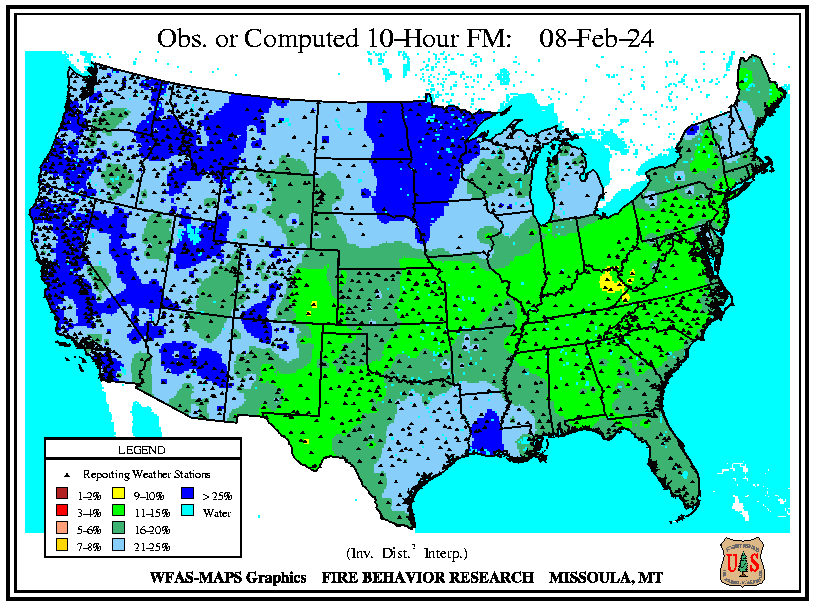 Obs. or Computed 10-Hour FM: 08-Feb-24
LEGEND
Reporting Weather Stations
1-2% 9-10% > 25%
3-4% 11-15% Water
5-6% 16-20%
7-8% 21-25%
(Inv. Dist.² Interp.)
WFAS-MAPS Graphics FIRE BEHAVIOR RESEARCH MISSOULA, MT
U S